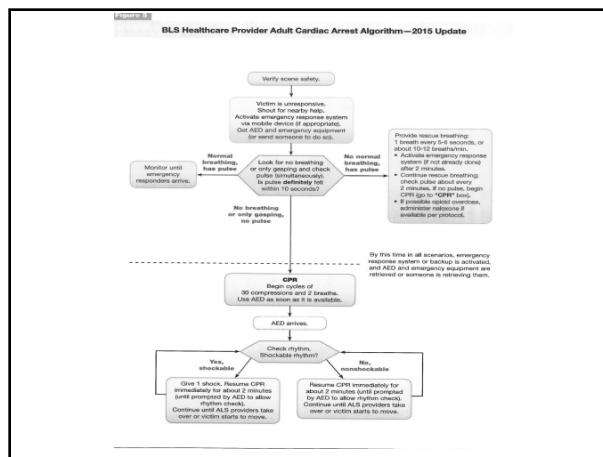 Figure 5
BLS Healthcare Provider Adult Cardiac Arrest Algorithm—2015 Update
Verify scene safety.
Victim is unresponsive.
Shout for nearby help.
Activate emergency response system
via mobile device (if appropriate).
Get AED and emergency equipment
(or send someone to do so).
Normal
breathing,
has pulse
Monitor until
emergency
responders arrive.
Look for no breathing
or only gasping and check
pulse (simultaneously).
Is pulse definitely felt
within 10 seconds?
No normal
breathing,
has pulse
Provide rescue breathing:
1 breath every 5-6 seconds, or
about 10-12 breaths/min.
• Activate emergency response
system (if not already done)
after 2 minutes.
• Continue rescue breathing;
check pulse about every
2 minutes. If no pulse, begin
CPR (go to “CPR” box).
• If possible opioid overdose,
administer naloxone if
available per protocol.
No breathing
or only gasping,
no pulse
By this time in all scenarios, emergency
response system or backup is activated,
and AED and emergency equipment are
retrieved or someone is retrieving them.
CPR
Begin cycles of
30 compressions and 2 breaths.
Use AED as soon as it is available.
AED arrives.
Check rhythm.
Shockable rhythm?
Yes,
shockable
No,
nonshockable
Give 1 shock. Resume CPR
immediately for about 2 minutes
(until prompted by AED to allow
rhythm check).
Continue until ALS providers take
over or victim starts to move.
Resume CPR immediately for
about 2 minutes (until prompted
by AED to allow rhythm check).
Continue until ALS providers take
over or victim starts to move.